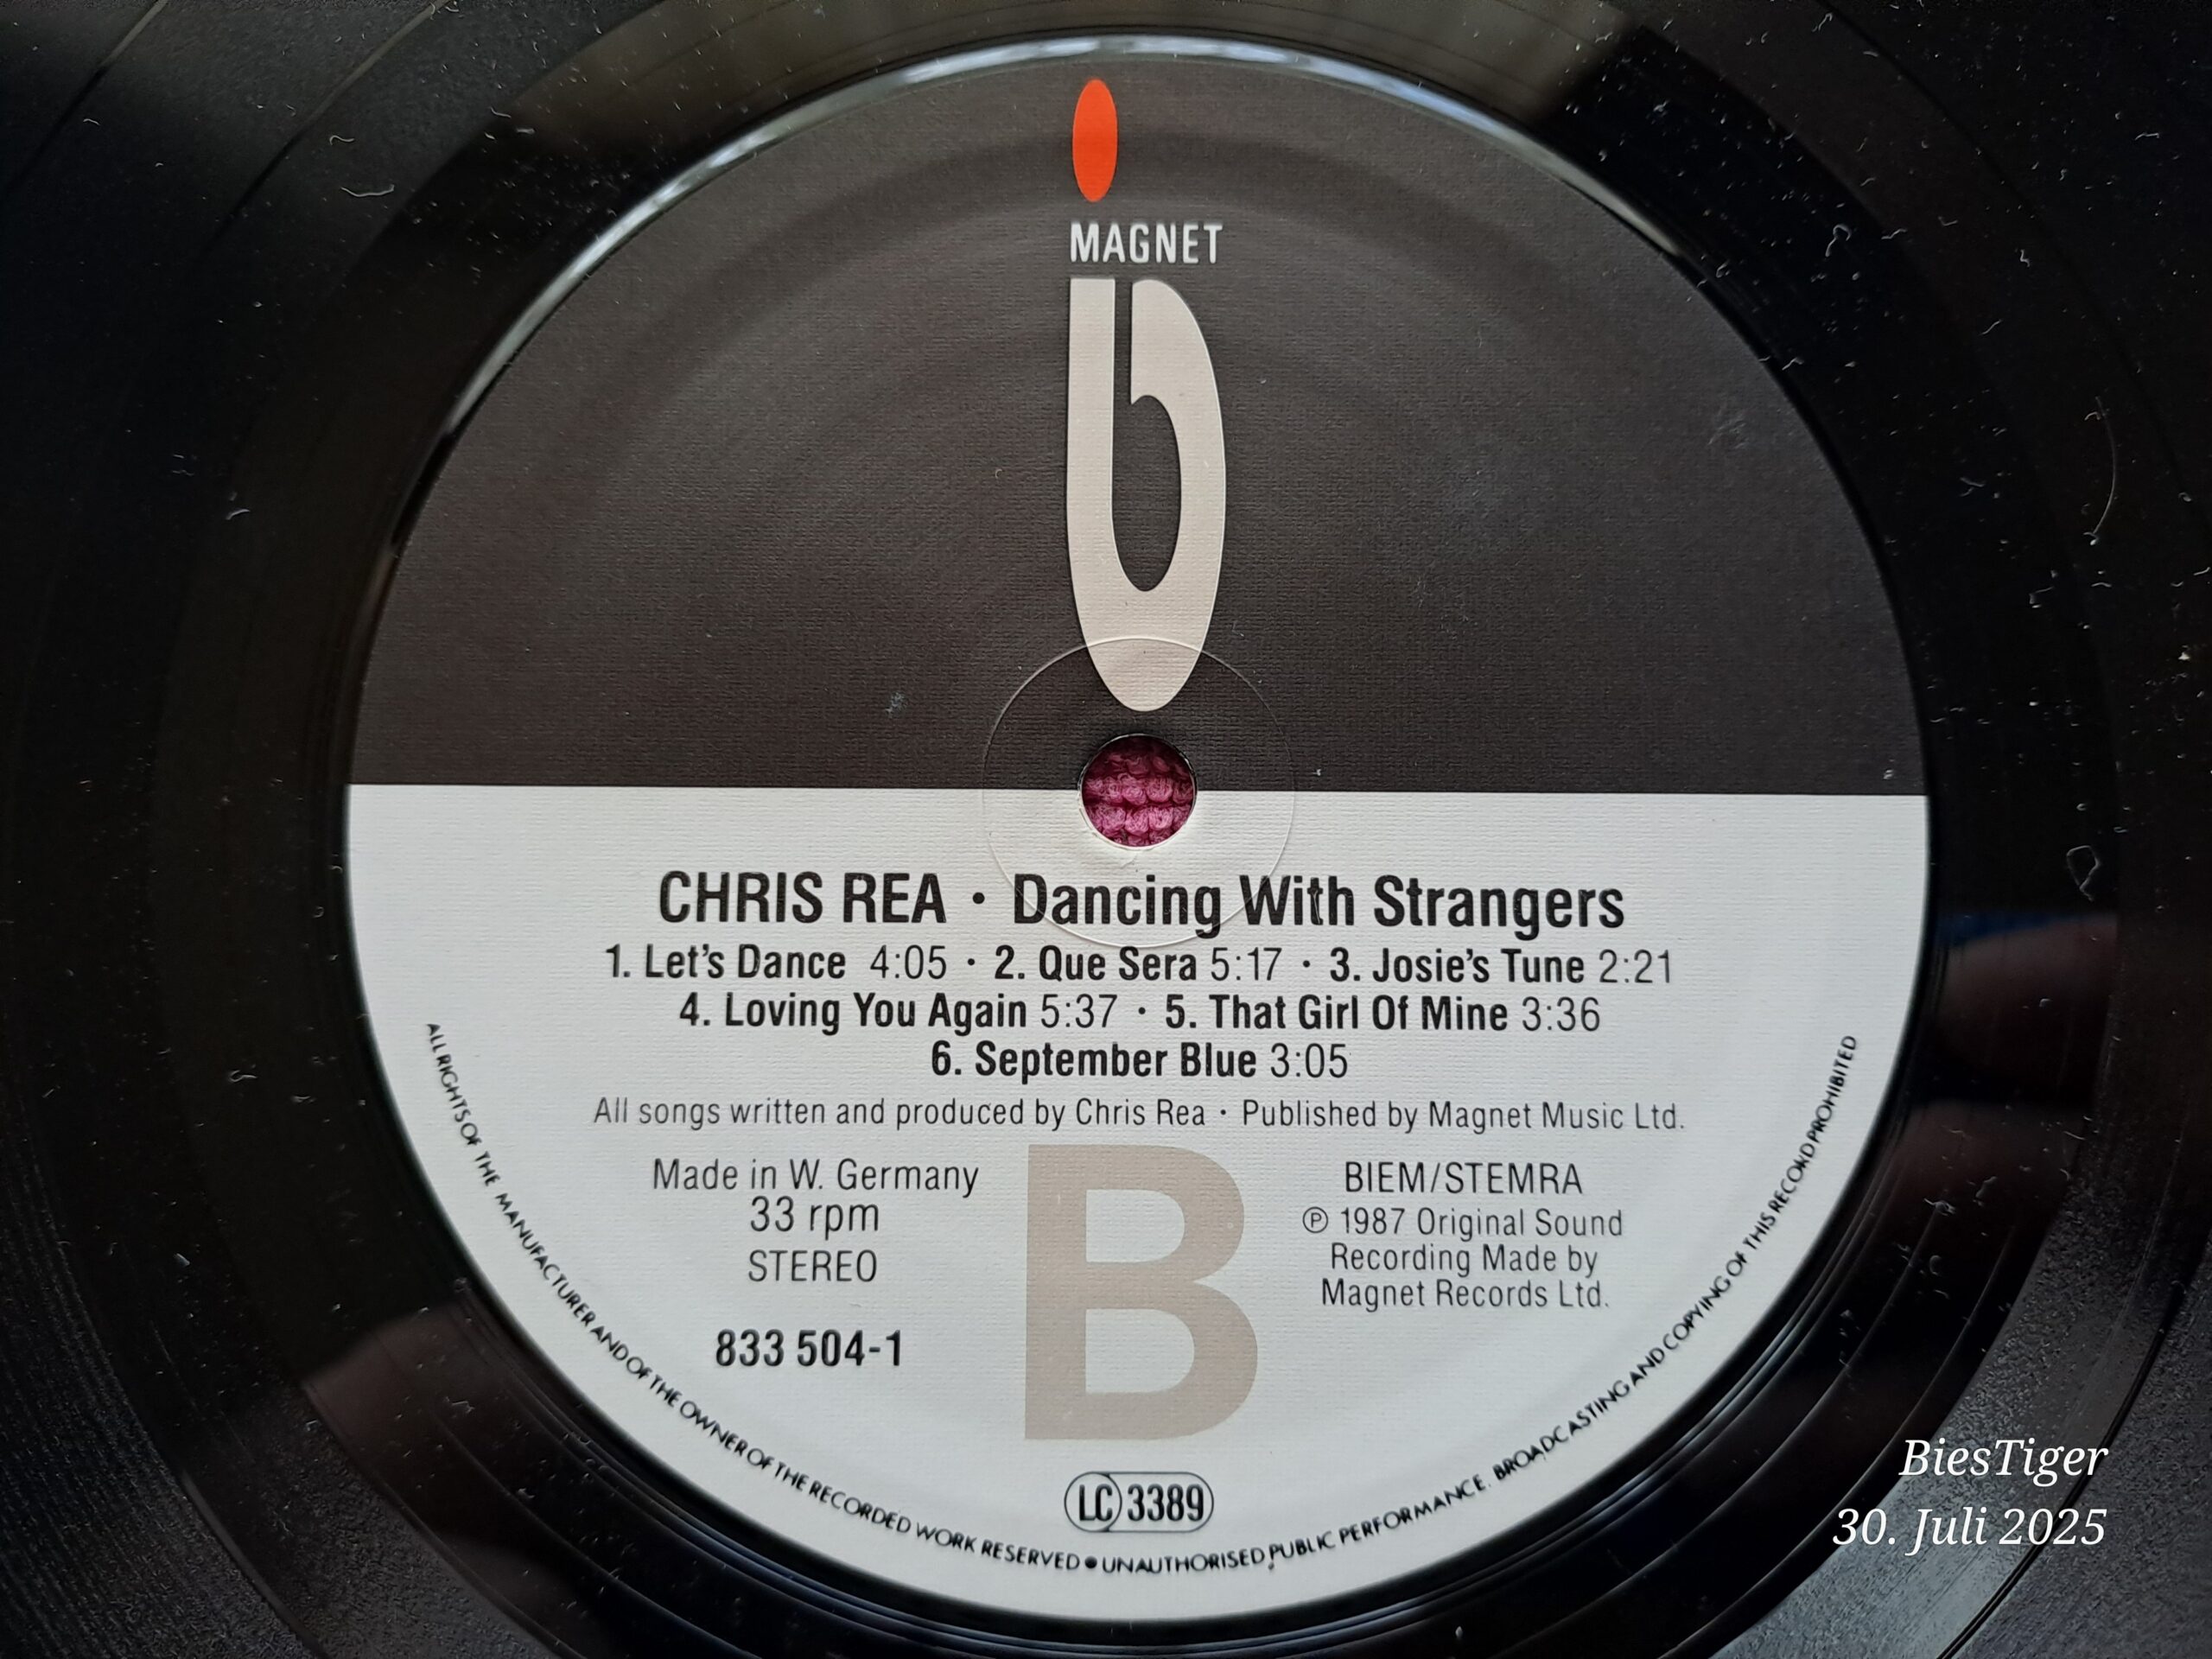 MAGNET
CHRIS REA · Dancing With Strangers
1. Let's Dance 4:05 · 2. Que Sera 5:17 · 3. Josie's Tune 2:21
4. Loving You Again 5:37 · 5. That Girl Of Mine 3:36
6. September Blue 3:05
All songs written and produced by Chris Rea · Published by Magnet Music Ltd.
Made in W. Germany
33 rpm
STEREO
833 504-1
B
BIEM/STEMRA
℗ 1987 Original Sound
Recording Made by
Magnet Records Ltd.
LC 3389
ALL RIGHTS OF THE MANUFACTURER AND OF THE OWNER OF THE RECORDED WORK RESERVED ● UNAUTHORISED PUBLIC PERFORMANCE. BROADCASTING AND COPYING OF THIS RECORD PROHIBITED
BiesTiger
30. Juli 2025